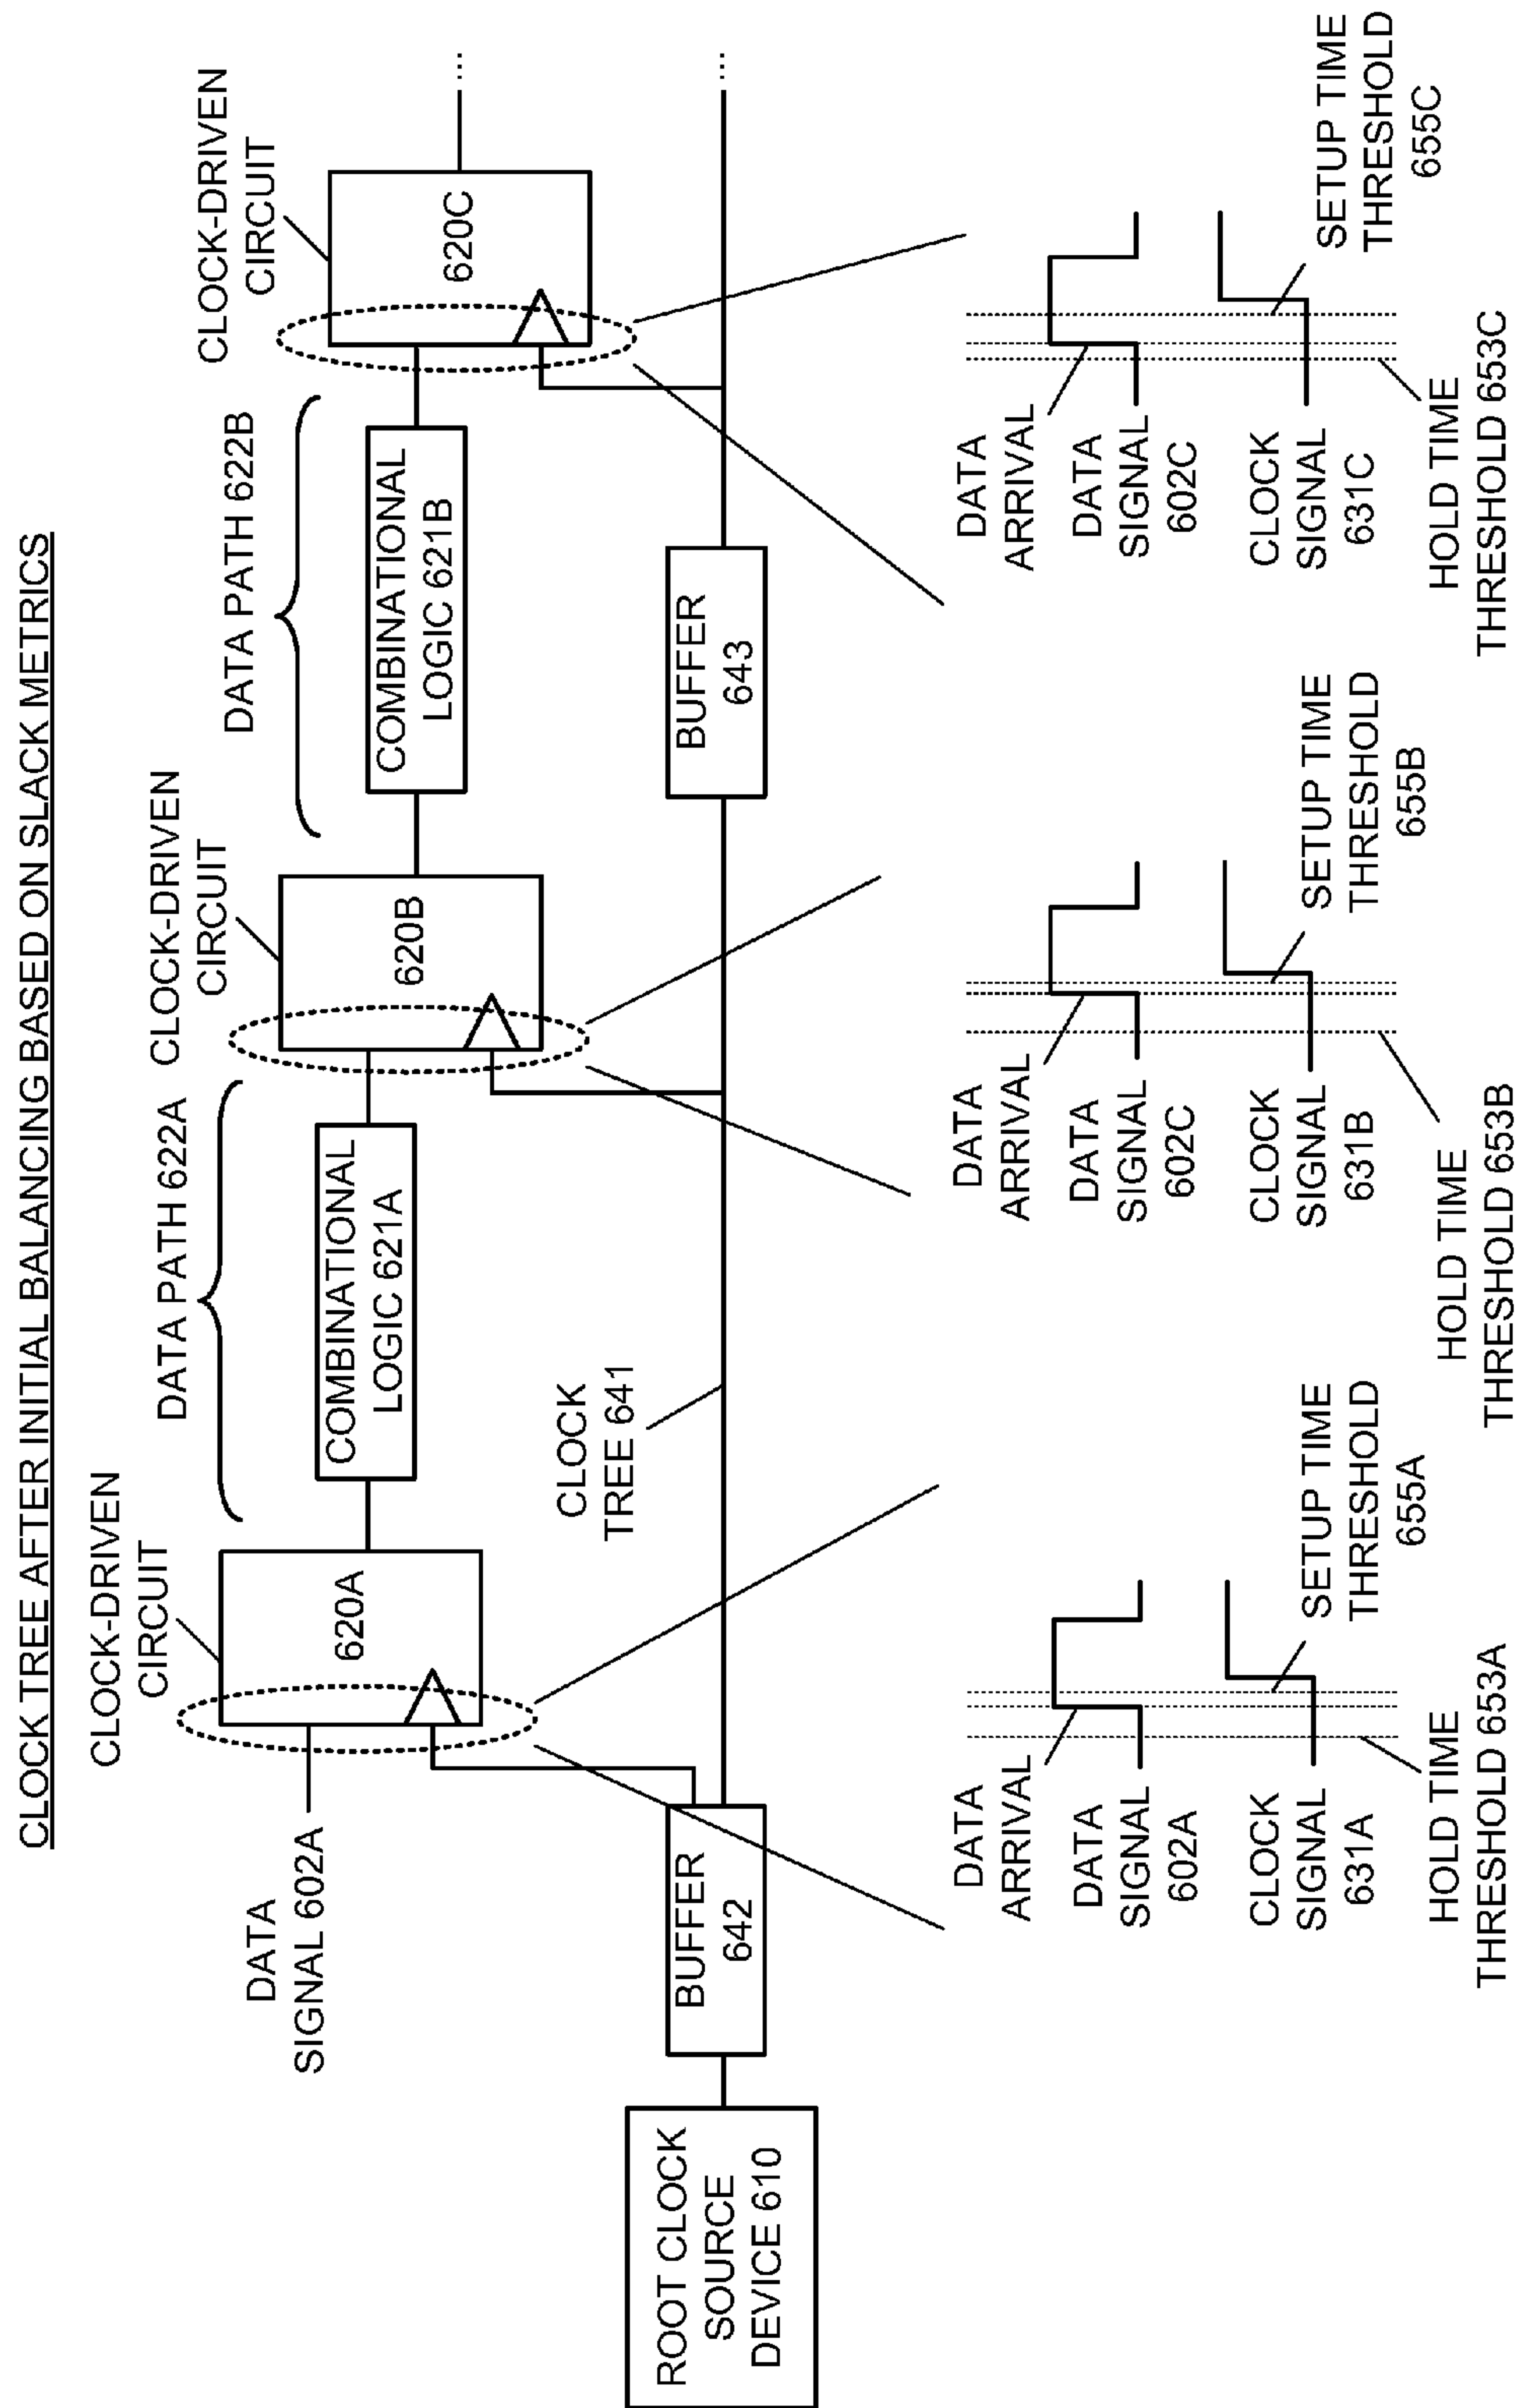 CLOCK TREE AFTER INITIAL BALANCING BASED ON SLACK METRICS
CLOCK-DRIVEN
CIRCUIT
CLOCK-DRIVEN
CIRCUIT
CLOCK-DRIVEN
CIRCUIT
DATA PATH 622A
DATA PATH 622B
DATA
SIGNAL 602A
620A
COMBINATIONAL
LOGIC 621A
620B
COMBINATIONAL
LOGIC 621B
620C
...
CLOCK
TREE 641
ROOT CLOCK
SOURCE
DEVICE 610
BUFFER
642
BUFFER
643
...
DATA
ARRIVAL
DATA
SIGNAL
602A
CLOCK
SIGNAL
631A
HOLD TIME
THRESHOLD 653A
SETUP TIME
THRESHOLD
655A
DATA
ARRIVAL
DATA
SIGNAL
602C
CLOCK
SIGNAL
631B
HOLD TIME
THRESHOLD 653B
SETUP TIME
THRESHOLD
655B
DATA
ARRIVAL
DATA
SIGNAL
602C
CLOCK
SIGNAL
631C
HOLD TIME
THRESHOLD 653C
SETUP TIME
THRESHOLD
655C